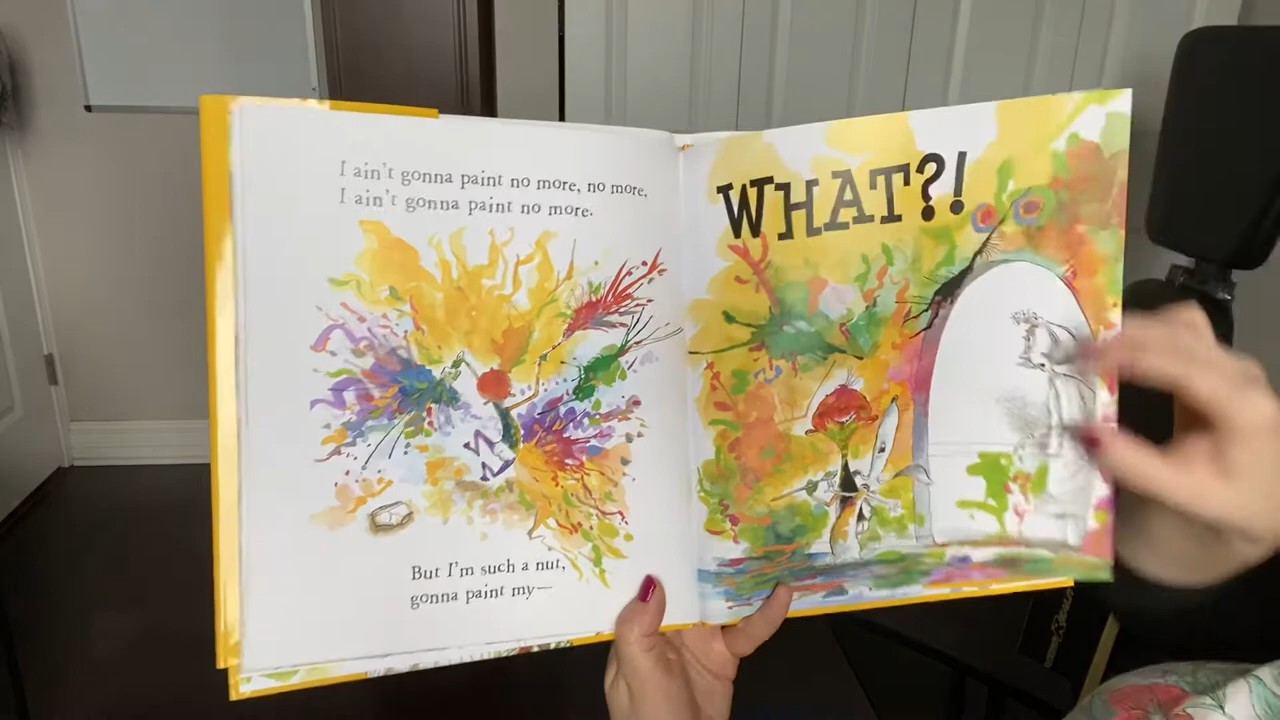 I ain't gonna paint no more, no more,
I ain't gonna paint no more.
But I'm such a nut,
gonna paint my—
WHAT?!